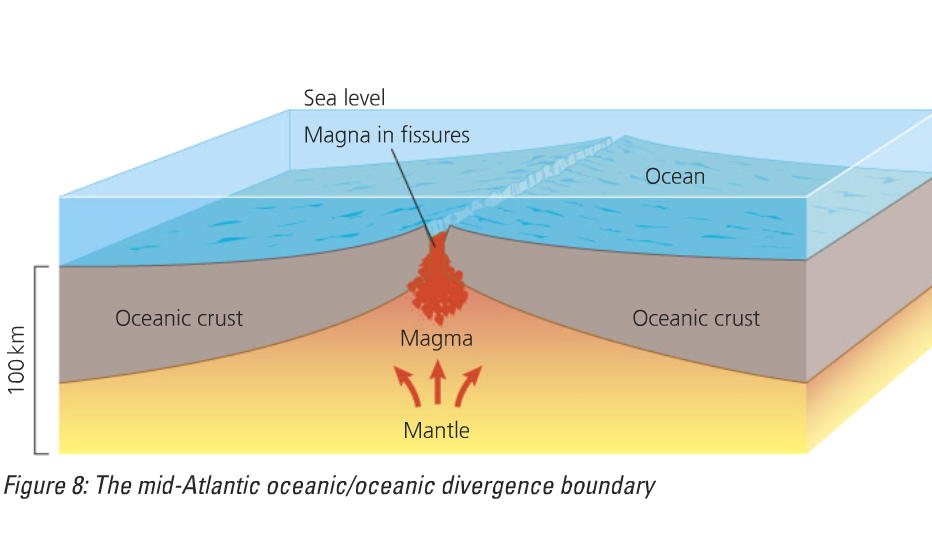 Sea level
Magna in fissures
Ocean
Oceanic crust
Oceanic crust
Magma
100 km
Mantle
Figure 8: The mid-Atlantic oceanic/oceanic divergence boundary